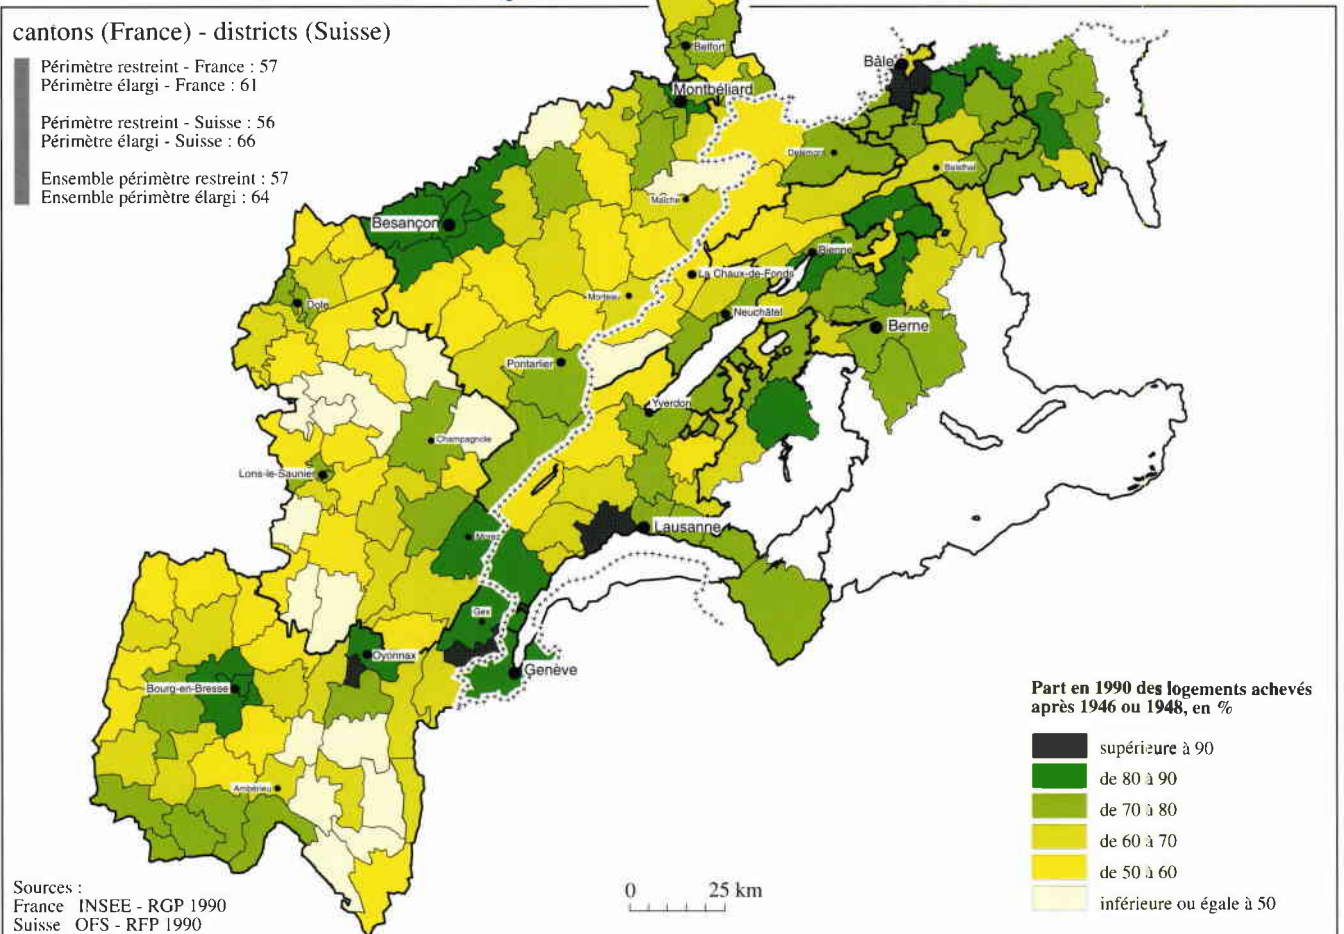 cantons (France) - districts (Suisse)
Périmètre restreint - France : 57
Périmètre élargi - France : 61
Périmètre restreint - Suisse : 56
Périmètre élargi - Suisse : 66
Ensemble périmètre restreint : 57
Ensemble périmètre élargi : 64
Belfort
Bâle
Montbéliard
Delémont
Balsthal
Maîche
Besançon
Bienne
La Chaux-de-Fonds
Morteau
Dole
Neuchâtel
Berne
Pontarlier
Yverdon
Champagnole
Lons-le-Saunier
Lausanne
Morez
Gex
Oyonnax
Genève
Bourg-en-Bresse
Ambérieu
Part en 1990 des logements achevés
après 1946 ou 1948, en %
supérieure à 90
de 80 à 90
de 70 à 80
de 60 à 70
de 50 à 60
inférieure ou égale à 50
0 25 km
Sources :
France INSEE - RGP 1990
Suisse OFS - RFP 1990